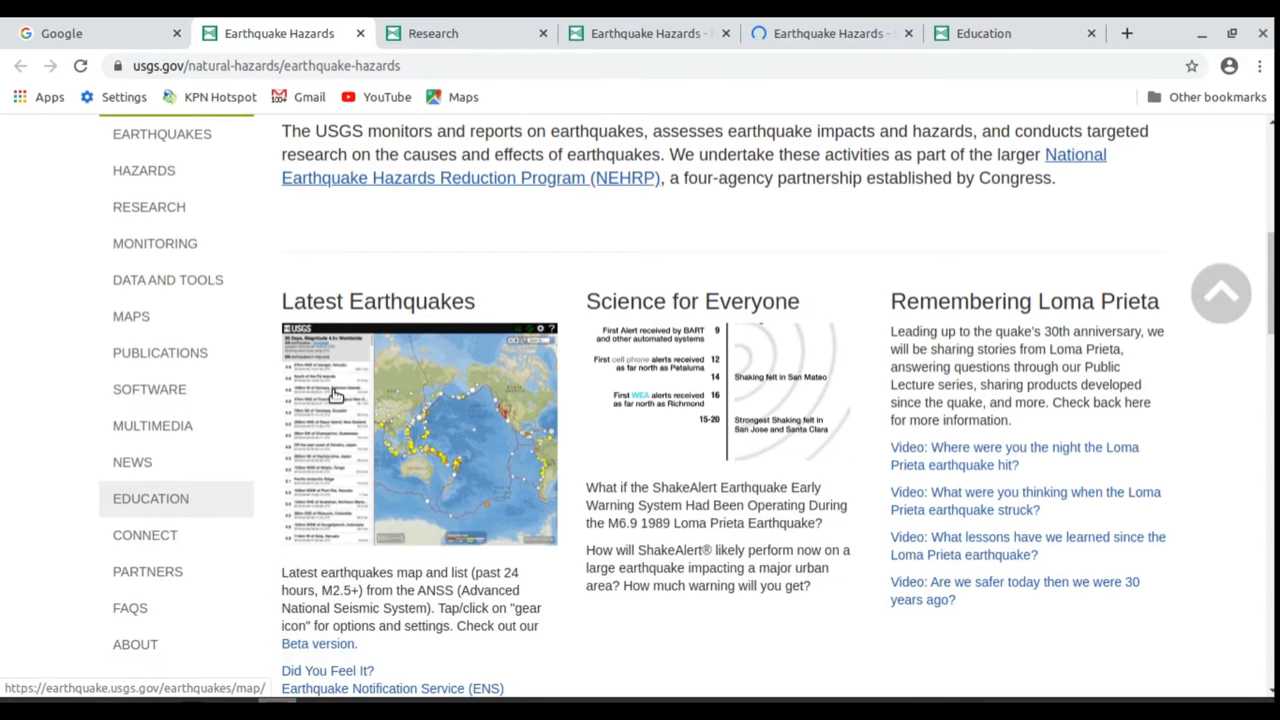 Google
Earthquake Hazards
Research
Earthquake Hazards -
Earthquake Hazards -
Education
usgs.gov/natural-hazards/earthquake-hazards
Apps
Settings
KPN Hotspot
Gmail
YouTube
Maps
Other bookmarks
EARTHQUAKES
HAZARDS
RESEARCH
MONITORING
DATA AND TOOLS
MAPS
PUBLICATIONS
SOFTWARE
MULTIMEDIA
NEWS
EDUCATION
CONNECT
PARTNERS
FAQS
ABOUT
The USGS monitors and reports on earthquakes, assesses earthquake impacts and hazards, and conducts targeted
research on the causes and effects of earthquakes. We undertake these activities as part of the larger National
Earthquake Hazards Reduction Program (NEHRP), a four-agency partnership established by Congress.
Latest Earthquakes
USGS
30 Days, Magnitude 4.5+ Worldwide
Latest earthquakes map and list (past 24
hours, M2.5+) from the ANSS (Advanced
National Seismic System). Tap/click on "gear
icon" for options and settings. Check out our
Beta version.
Did You Feel It?
Earthquake Notification Service (ENS)
Science for Everyone
First Alert received by BART
and other automated systems
9
First cell phone alerts received
as far north as Petaluma
12
14
Shaking felt in San Mateo
First WEA alerts received
as far north as Richmond
16
15-20
Strongest Shaking felt in
San Jose and Santa Clara
What if the ShakeAlert Earthquake Early
Warning System Had Been Operating During
the M6.9 1989 Loma Prieta Earthquake?
How will ShakeAlert® likely perform now on a
large earthquake impacting a major urban
area? How much warning will you get?
Remembering Loma Prieta
Leading up to the quake's 30th anniversary, we
will be sharing stories from Loma Prieta,
answering questions through our Public
Lecture series, sharing products developed
since the quake, and more. Check back here
for more information.
Video: Where were you the night the Loma
Prieta earthquake hit?
Video: What were you thinking when the Loma
Prieta earthquake struck?
Video: What lessons have we learned since the
Loma Prieta earthquake?
Video: Are we safer today then we were 30
years ago?
https://earthquake.usgs.gov/earthquakes/map/